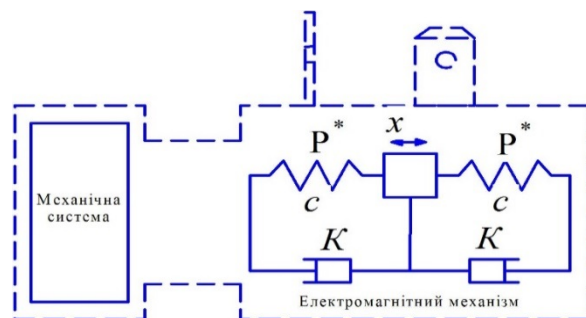 x
P*
P*
c
c
Механічна
система
K
K
Електромагнітний механізм